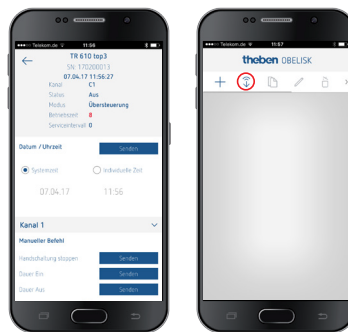 Telekom.de 11:56
TR 610 top3
SN: 170200013
07.04.17 11:56:27
Kanal C1
Status Aus
Modus Übersteuerung
Betriebszeit 8
Serviceintervall 0
Datum / Uhrzeit Senden
Systemzeit Individuelle Zeit
07.04.17 11:56
Kanal 1
Manueller Befehl
Handschaltung stoppen Senden
Dauer Ein Senden
Dauer Aus Senden
Telekom.de 11:57
theben OBELISK